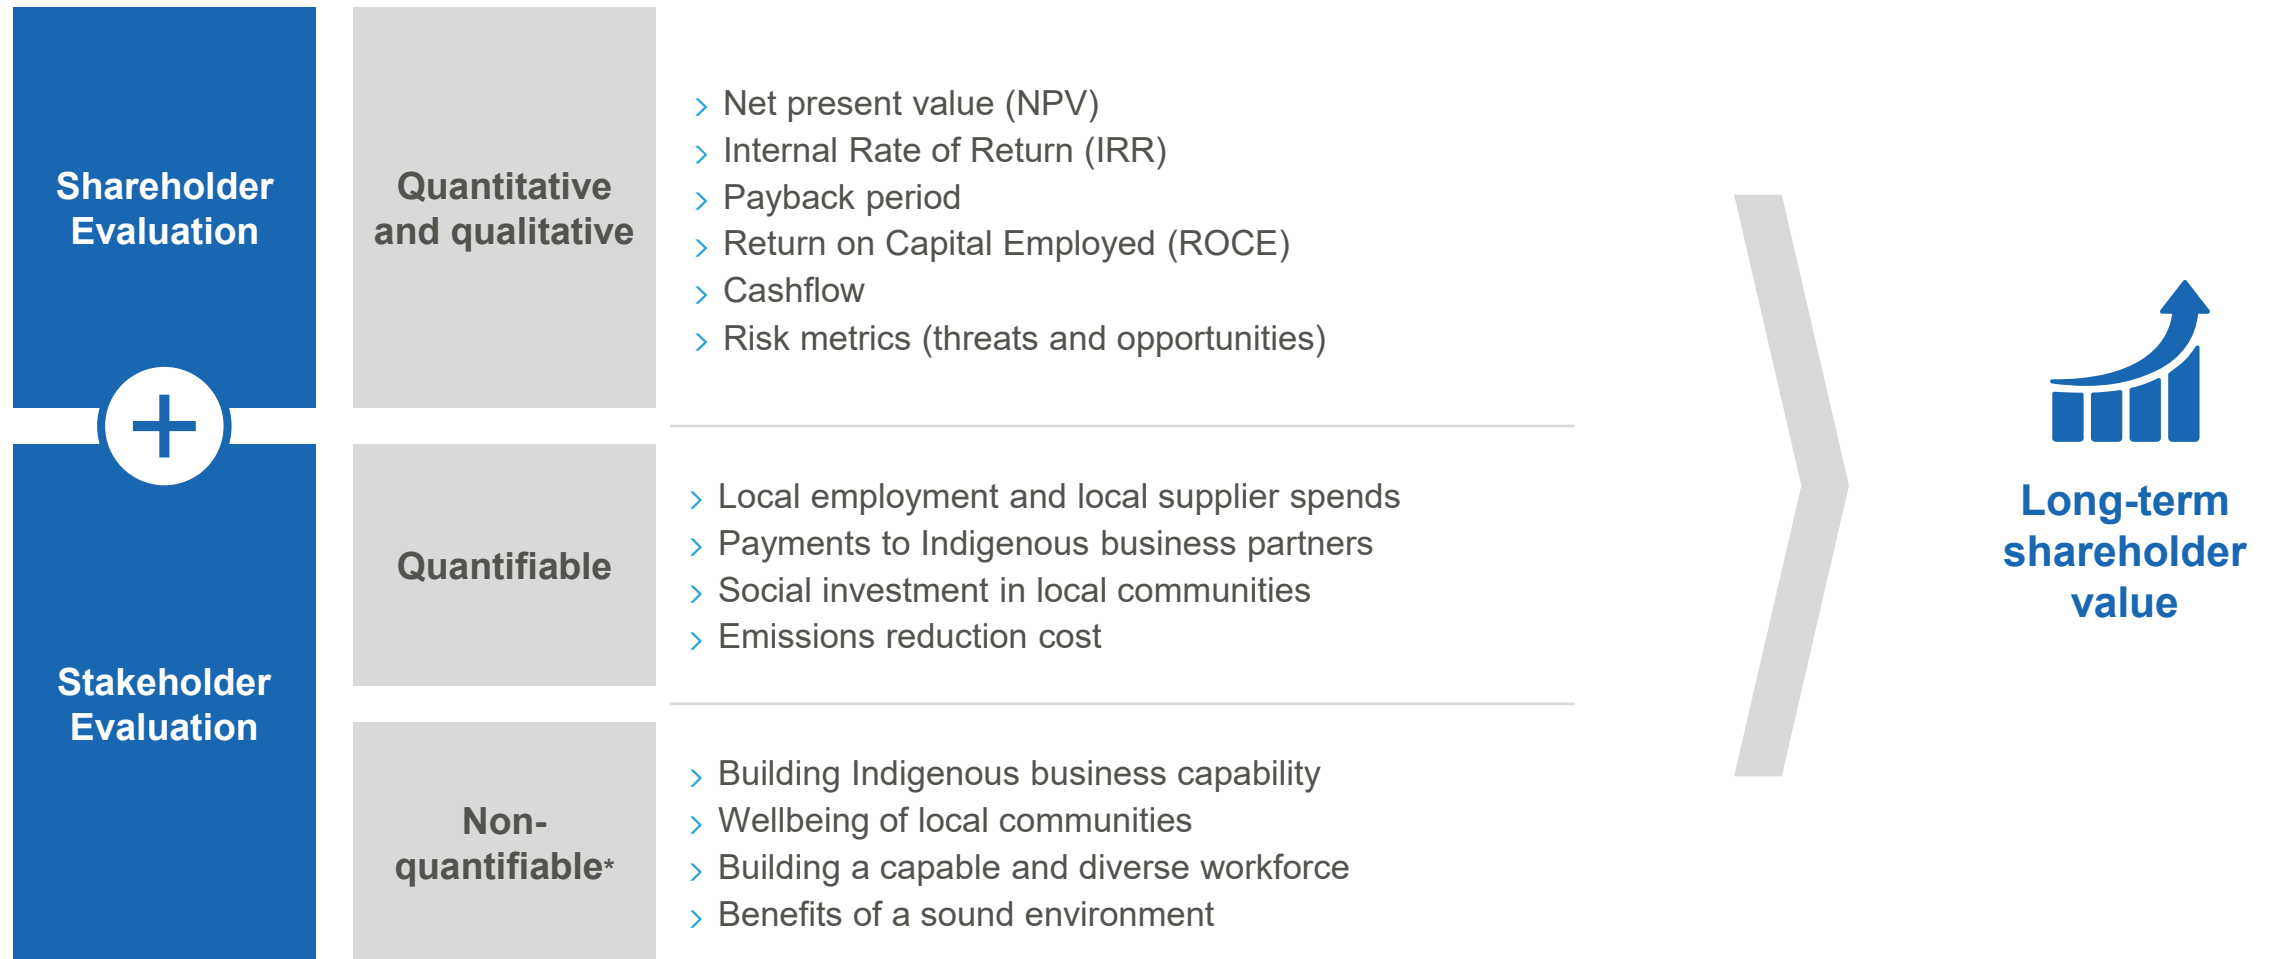 Shareholder
Evaluation
Quantitative
and qualitative
Net present value (NPV)
Internal Rate of Return (IRR)
Payback period
Return on Capital Employed (ROCE)
Cashflow
Risk metrics (threats and opportunities)
Stakeholder
Evaluation
Quantifiable
Local employment and local supplier spends
Payments to Indigenous business partners
Social investment in local communities
Emissions reduction cost
Non-
quantifiable*
Building Indigenous business capability
Wellbeing of local communities
Building a capable and diverse workforce
Benefits of a sound environment
Long-term
shareholder
value